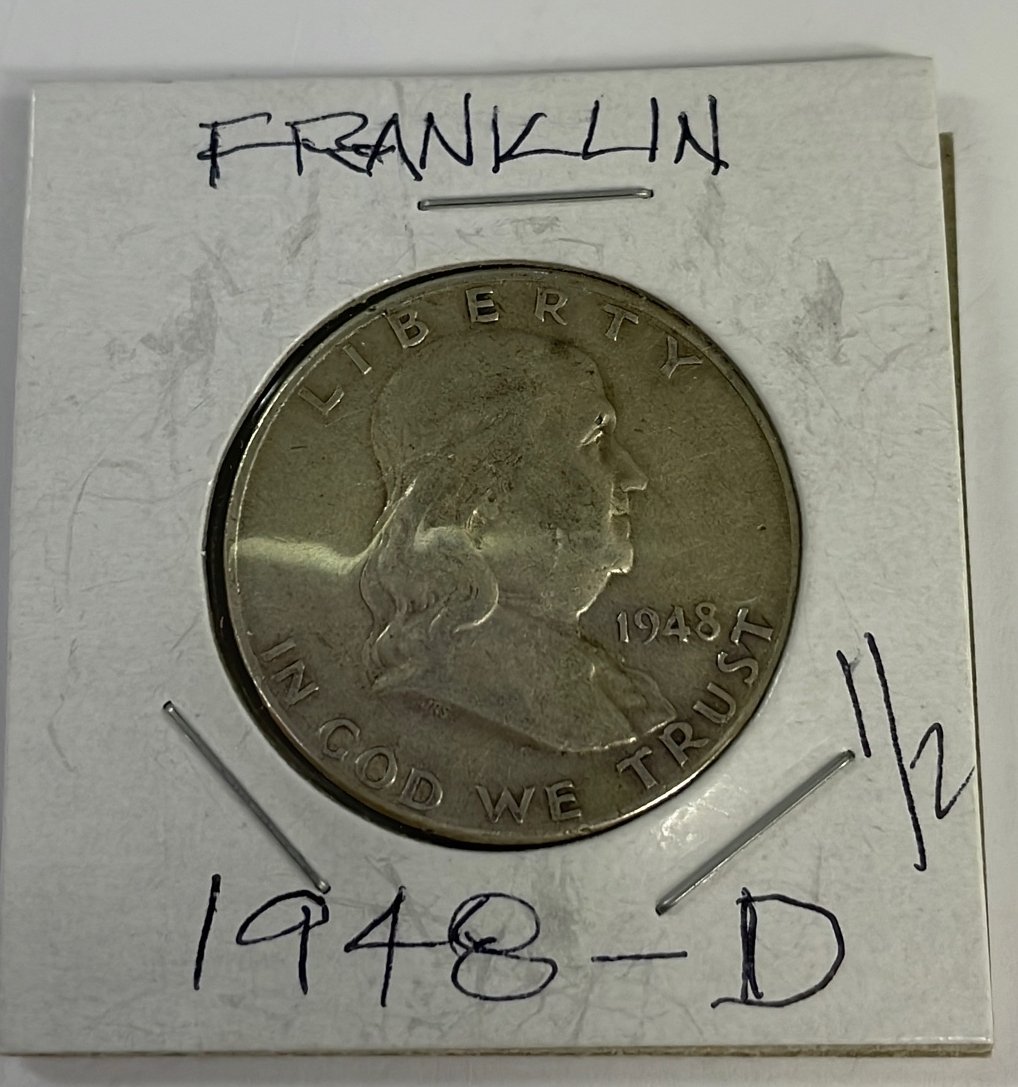 FRANKLIN
LIBERTY
1948
IN GOD WE TRUST
1/2
1948-D